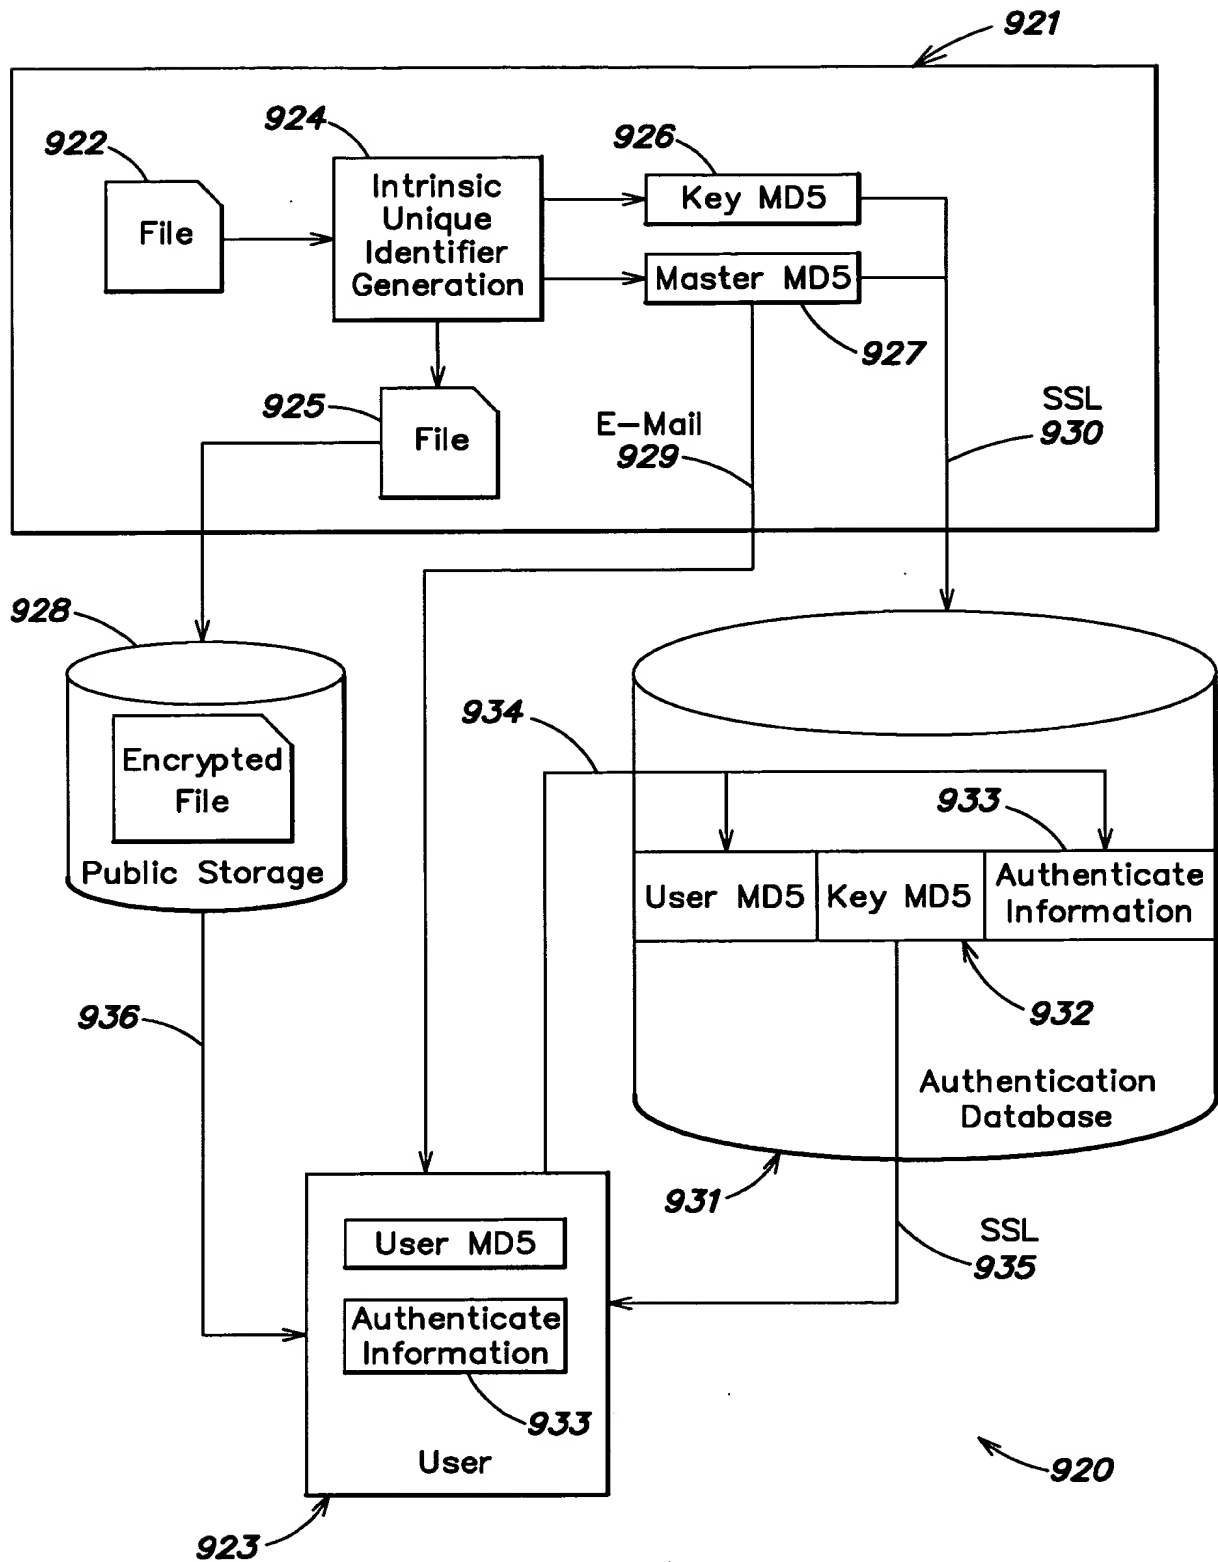 921
922
924
926
File
Intrinsic
Unique
Identifier
Generation
Key MD5
Master MD5
927
925
File
E-Mail
929
SSL
930
928
Encrypted
File
Public Storage
934
933
User MD5
Key MD5
Authenticate
Information
932
936
Authentication
Database
931
SSL
935
User MD5
Authenticate
Information
933
User
923
920